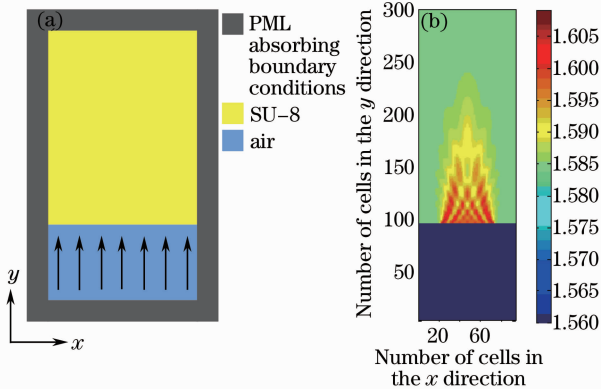 (a)
PML
absorbing
boundary
conditions
SU-8
air
y
x
(b)
Number of cells in the y direction
300
250
200
150
100
50
20
60
Number of cells in
the x direction
1.605
1.600
1.595
1.590
1.585
1.580
1.575
1.570
1.565
1.560